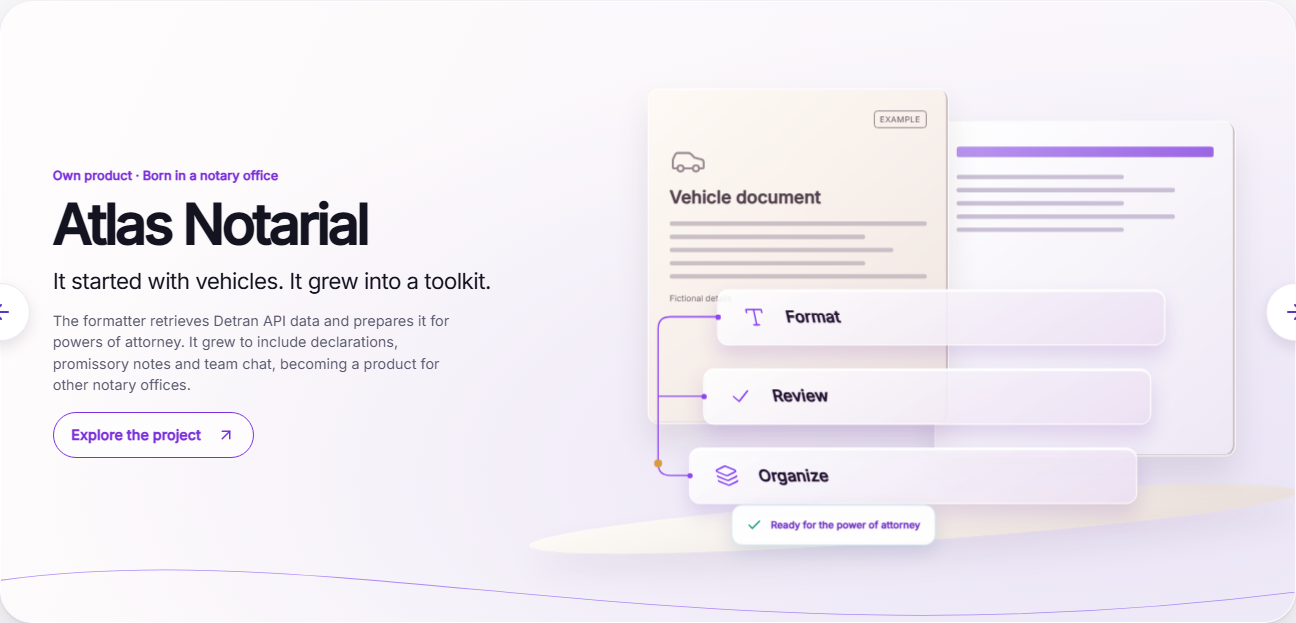 Own product · Born in a notary office
Atlas Notarial
It started with vehicles. It grew into a toolkit.
The formatter retrieves Detran API data and prepares it for
powers of attorney. It grew to include declarations,
promissory notes and team chat, becoming a product for
other notary offices.
Explore the project
EXAMPLE
Vehicle document
Fictional
Format
Review
Organize
Ready for the power of attorney